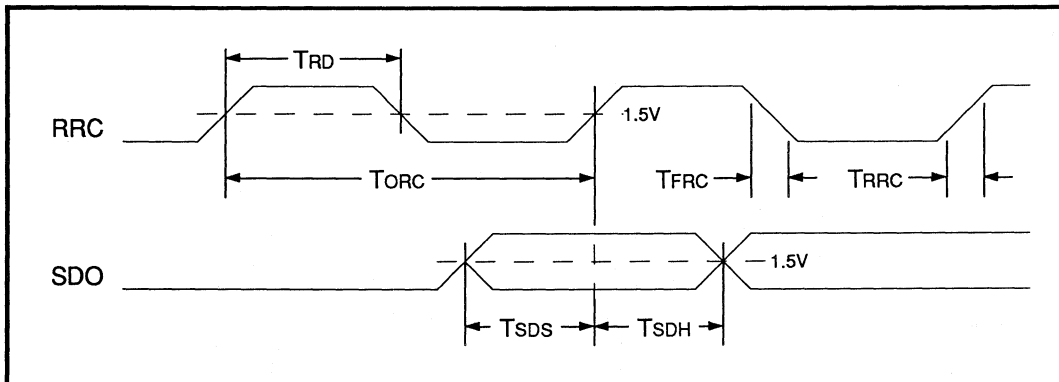 TRD
RRC
1.5V
TORC
TFRC
TRRC
SDO
1.5V
TSDS
TSDH